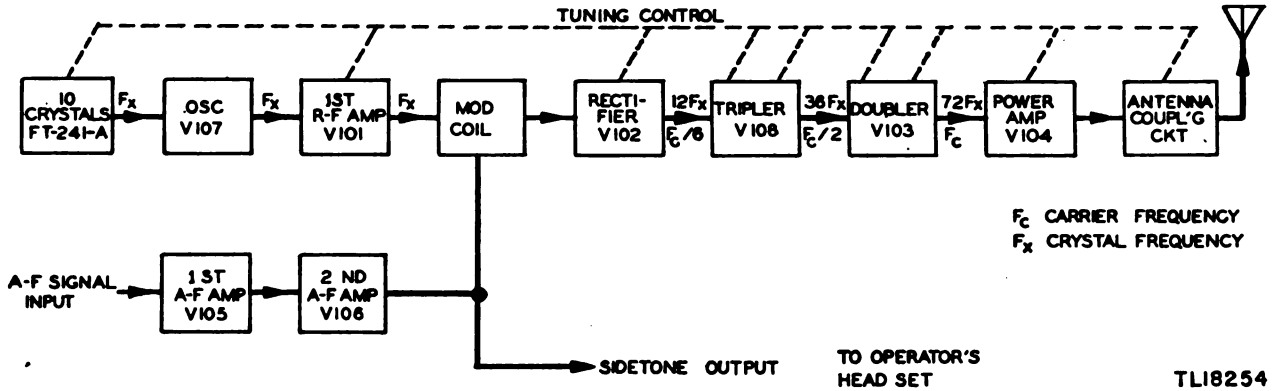 TUNING CONTROL
10
CRYSTALS
FT-241-A
FX
OSC
V107
FX
1ST
R-F AMP
V101
FX
MOD
COIL
RECTI-
FIER
V102
12FX
FC/6
TRIPLER
V108
36FX
FC/2
DOUBLER
V103
72FX
FC
POWER
AMP
V104
ANTENNA
COUPL'G
CKT
FC CARRIER FREQUENCY
FX CRYSTAL FREQUENCY
A-F SIGNAL
INPUT
1 ST
A-F AMP
V105
2 ND
A-F AMP
V106
SIDETONE OUTPUT
TO OPERATOR'S
HEAD SET
TL18254